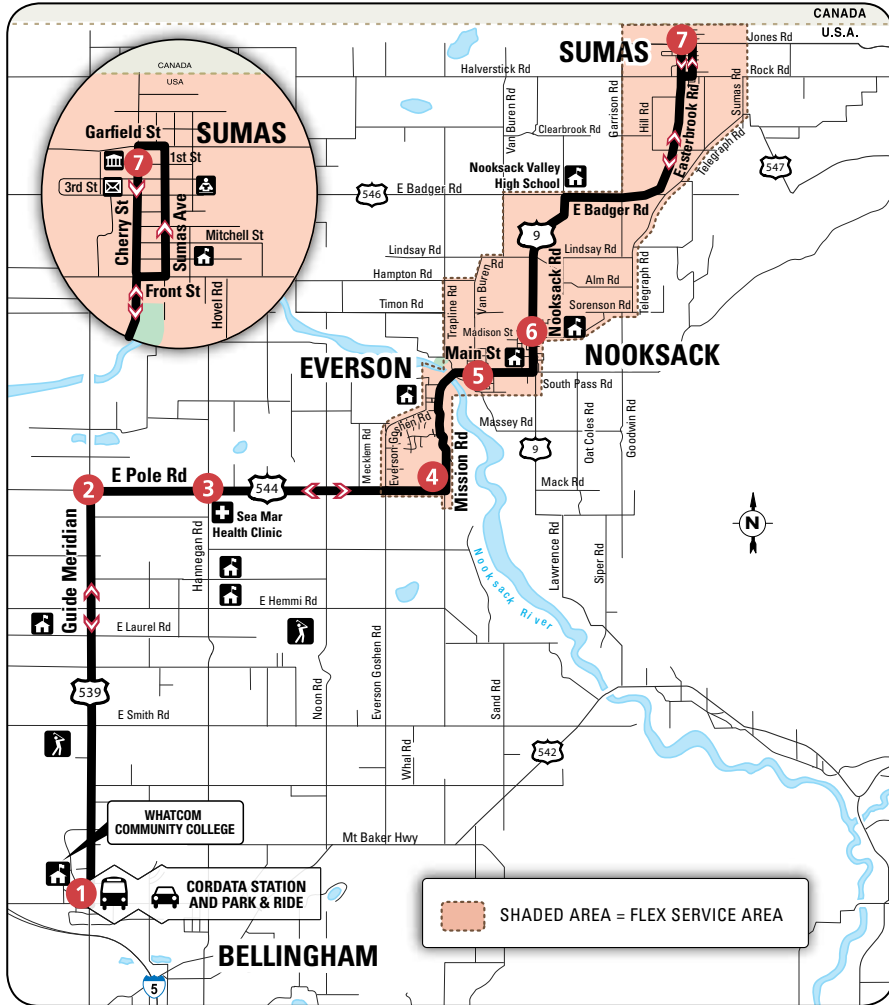 CANADA
U.S.A.
CANADA
USA
SUMAS
Garfield St
7
1st St
3rd St
Cherry St
Sumas Ave
Mitchell St
Front St
Hovel Rd
SUMAS
7
Jones Rd
Rock Rd
Halverstick Rd
Van Buren Rd
Clearbrook Rd
Garrison Rd
Hill Rd
Easterbrook Rd
Sumas Rd
Telegraph Rd
547
Nooksack Valley
High School
546
E Badger Rd
E Badger Rd
9
Lindsay Rd
Lindsay Rd
Hampton Rd
Van Buren Rd
Alm Rd
Telegraph Rd
Timon Rd
Trapline Rd
Nooksack Rd
Sorenson Rd
Madison St
6
EVERSON
Main St
NOOKSACK
5
South Pass Rd
Everson Goshen Rd
Massey Rd
Mecklem Rd
9
Oat Coles Rd
Goodwin Rd
4
Mission Rd
Mack Rd
2
E Pole Rd
3
544
Sea Mar
Health Clinic
N
Guide Meridian
Hannegan Rd
Nooksack River
Lawrence Rd
Siper Rd
E Hemmi Rd
E Laurel Rd
539
Noon Rd
Everson Goshen Rd
Sand Rd
E Smith Rd
Whal Rd
542
WHATCOM
COMMUNITY COLLEGE
Mt Baker Hwy
1
CORDATA STATION
AND PARK & RIDE
SHADED AREA = FLEX SERVICE AREA
BELLINGHAM
5